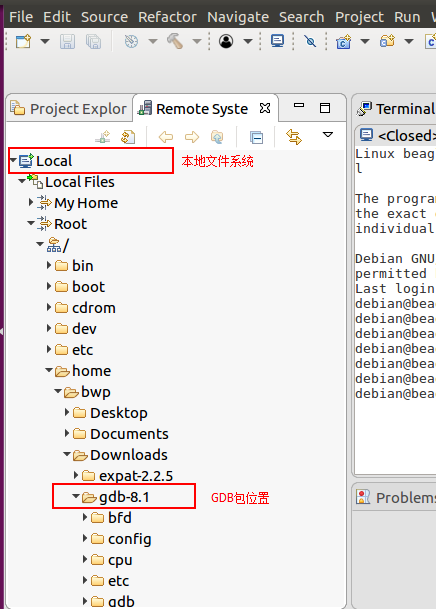 File Edit Source Refactor Navigate Search Project Run W
Project Explor
Remote Syste
Terminal
<Closed>
Local
本地文件系统
Local Files
My Home
Root
/
bin
boot
cdrom
dev
etc
home
bwp
Desktop
Documents
Downloads
expat-2.2.5
gdb-8.1
GDB包位置
bfd
config
cpu
etc
gdb
Linux beag
l
The program
the exact
individual
Debian GNU
permitted
Last login
debian@bea
debian@bea
debian@bea
debian@bea
debian@bea
debian@bea
debian@bea
Problems